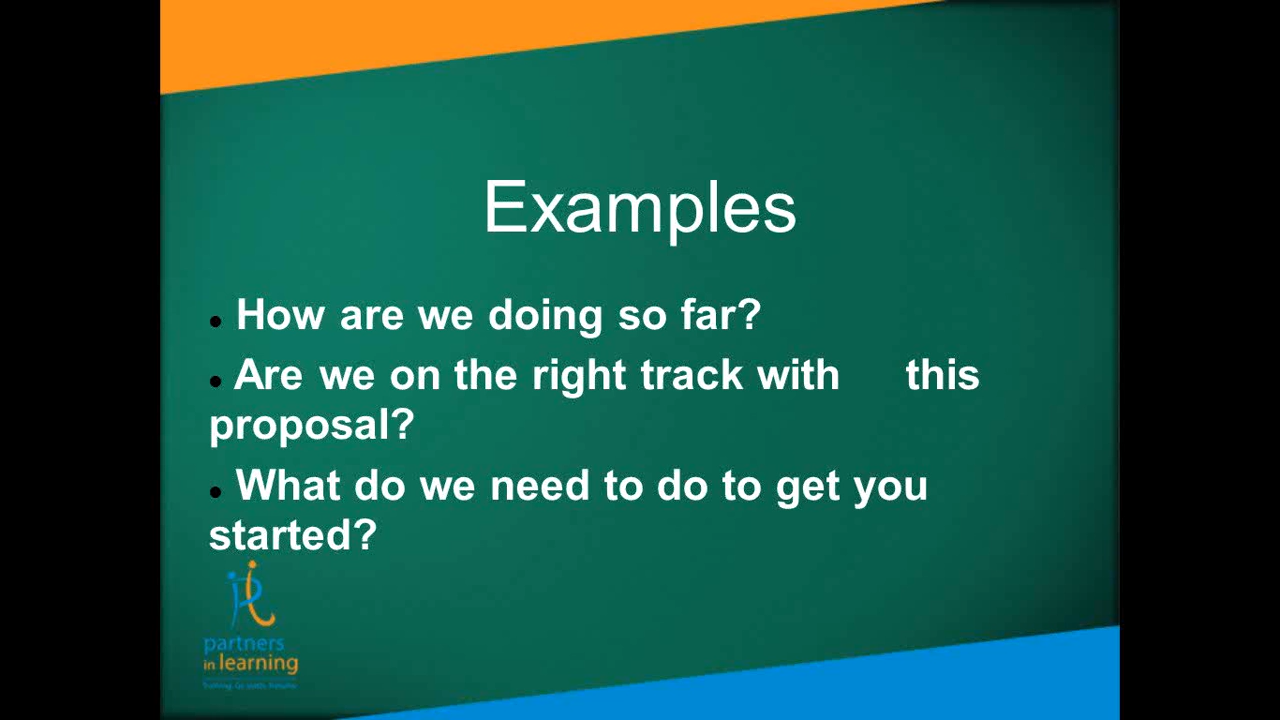 Examples
• How are we doing so far?
• Are we on the right track with this
proposal?
• What do we need to do to get you
started?
partners
in learning